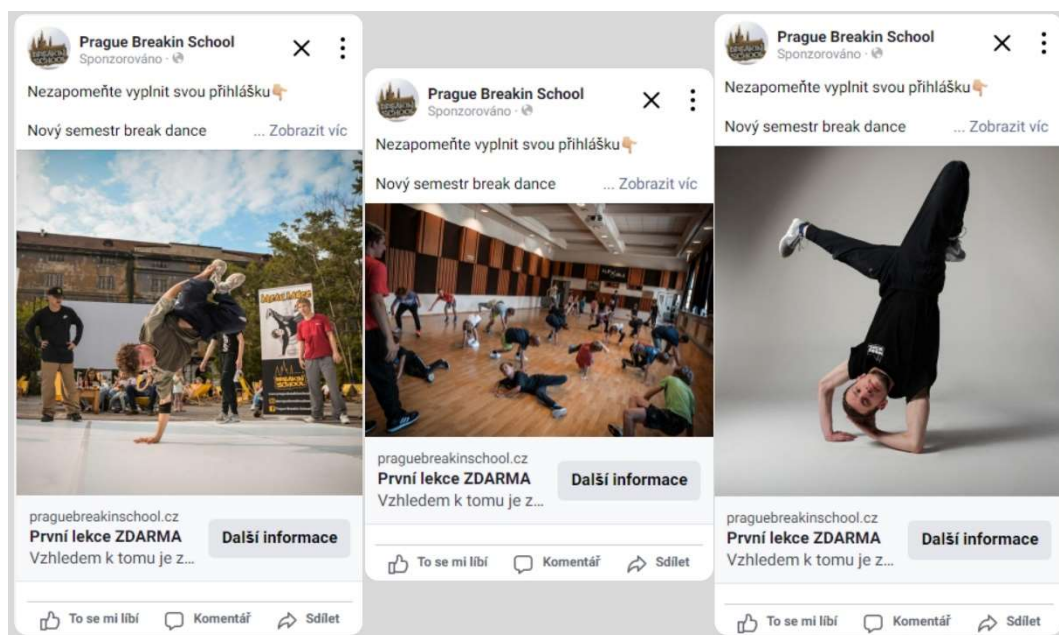 Prague Breakin School
Sponzorováno
Nezapomeňte vyplnit svou přihlášku
Nový semestr break dance
... Zobrazit víc
BREAKIN
SCHOOL
praguebreakinschool.cz
První lekce ZDARMA
Vzhledem k tomu je z...
Další informace
To se mi líbí
Komentář
Sdílet
Prague Breakin School
Sponzorováno
Nezapomeňte vyplnit svou přihlášku
Nový semestr break dance
... Zobrazit víc
praguebreakinschool.cz
První lekce ZDARMA
Vzhledem k tomu je z...
Další informace
To se mi líbí
Komentář
Sdílet
Prague Breakin School
Sponzorováno
Nezapomeňte vyplnit svou přihlášku
Nový semestr break dance
... Zobrazit víc
praguebreakinschool.cz
První lekce ZDARMA
Vzhledem k tomu je z...
Další informace
To se mi líbí
Komentář
Sdílet